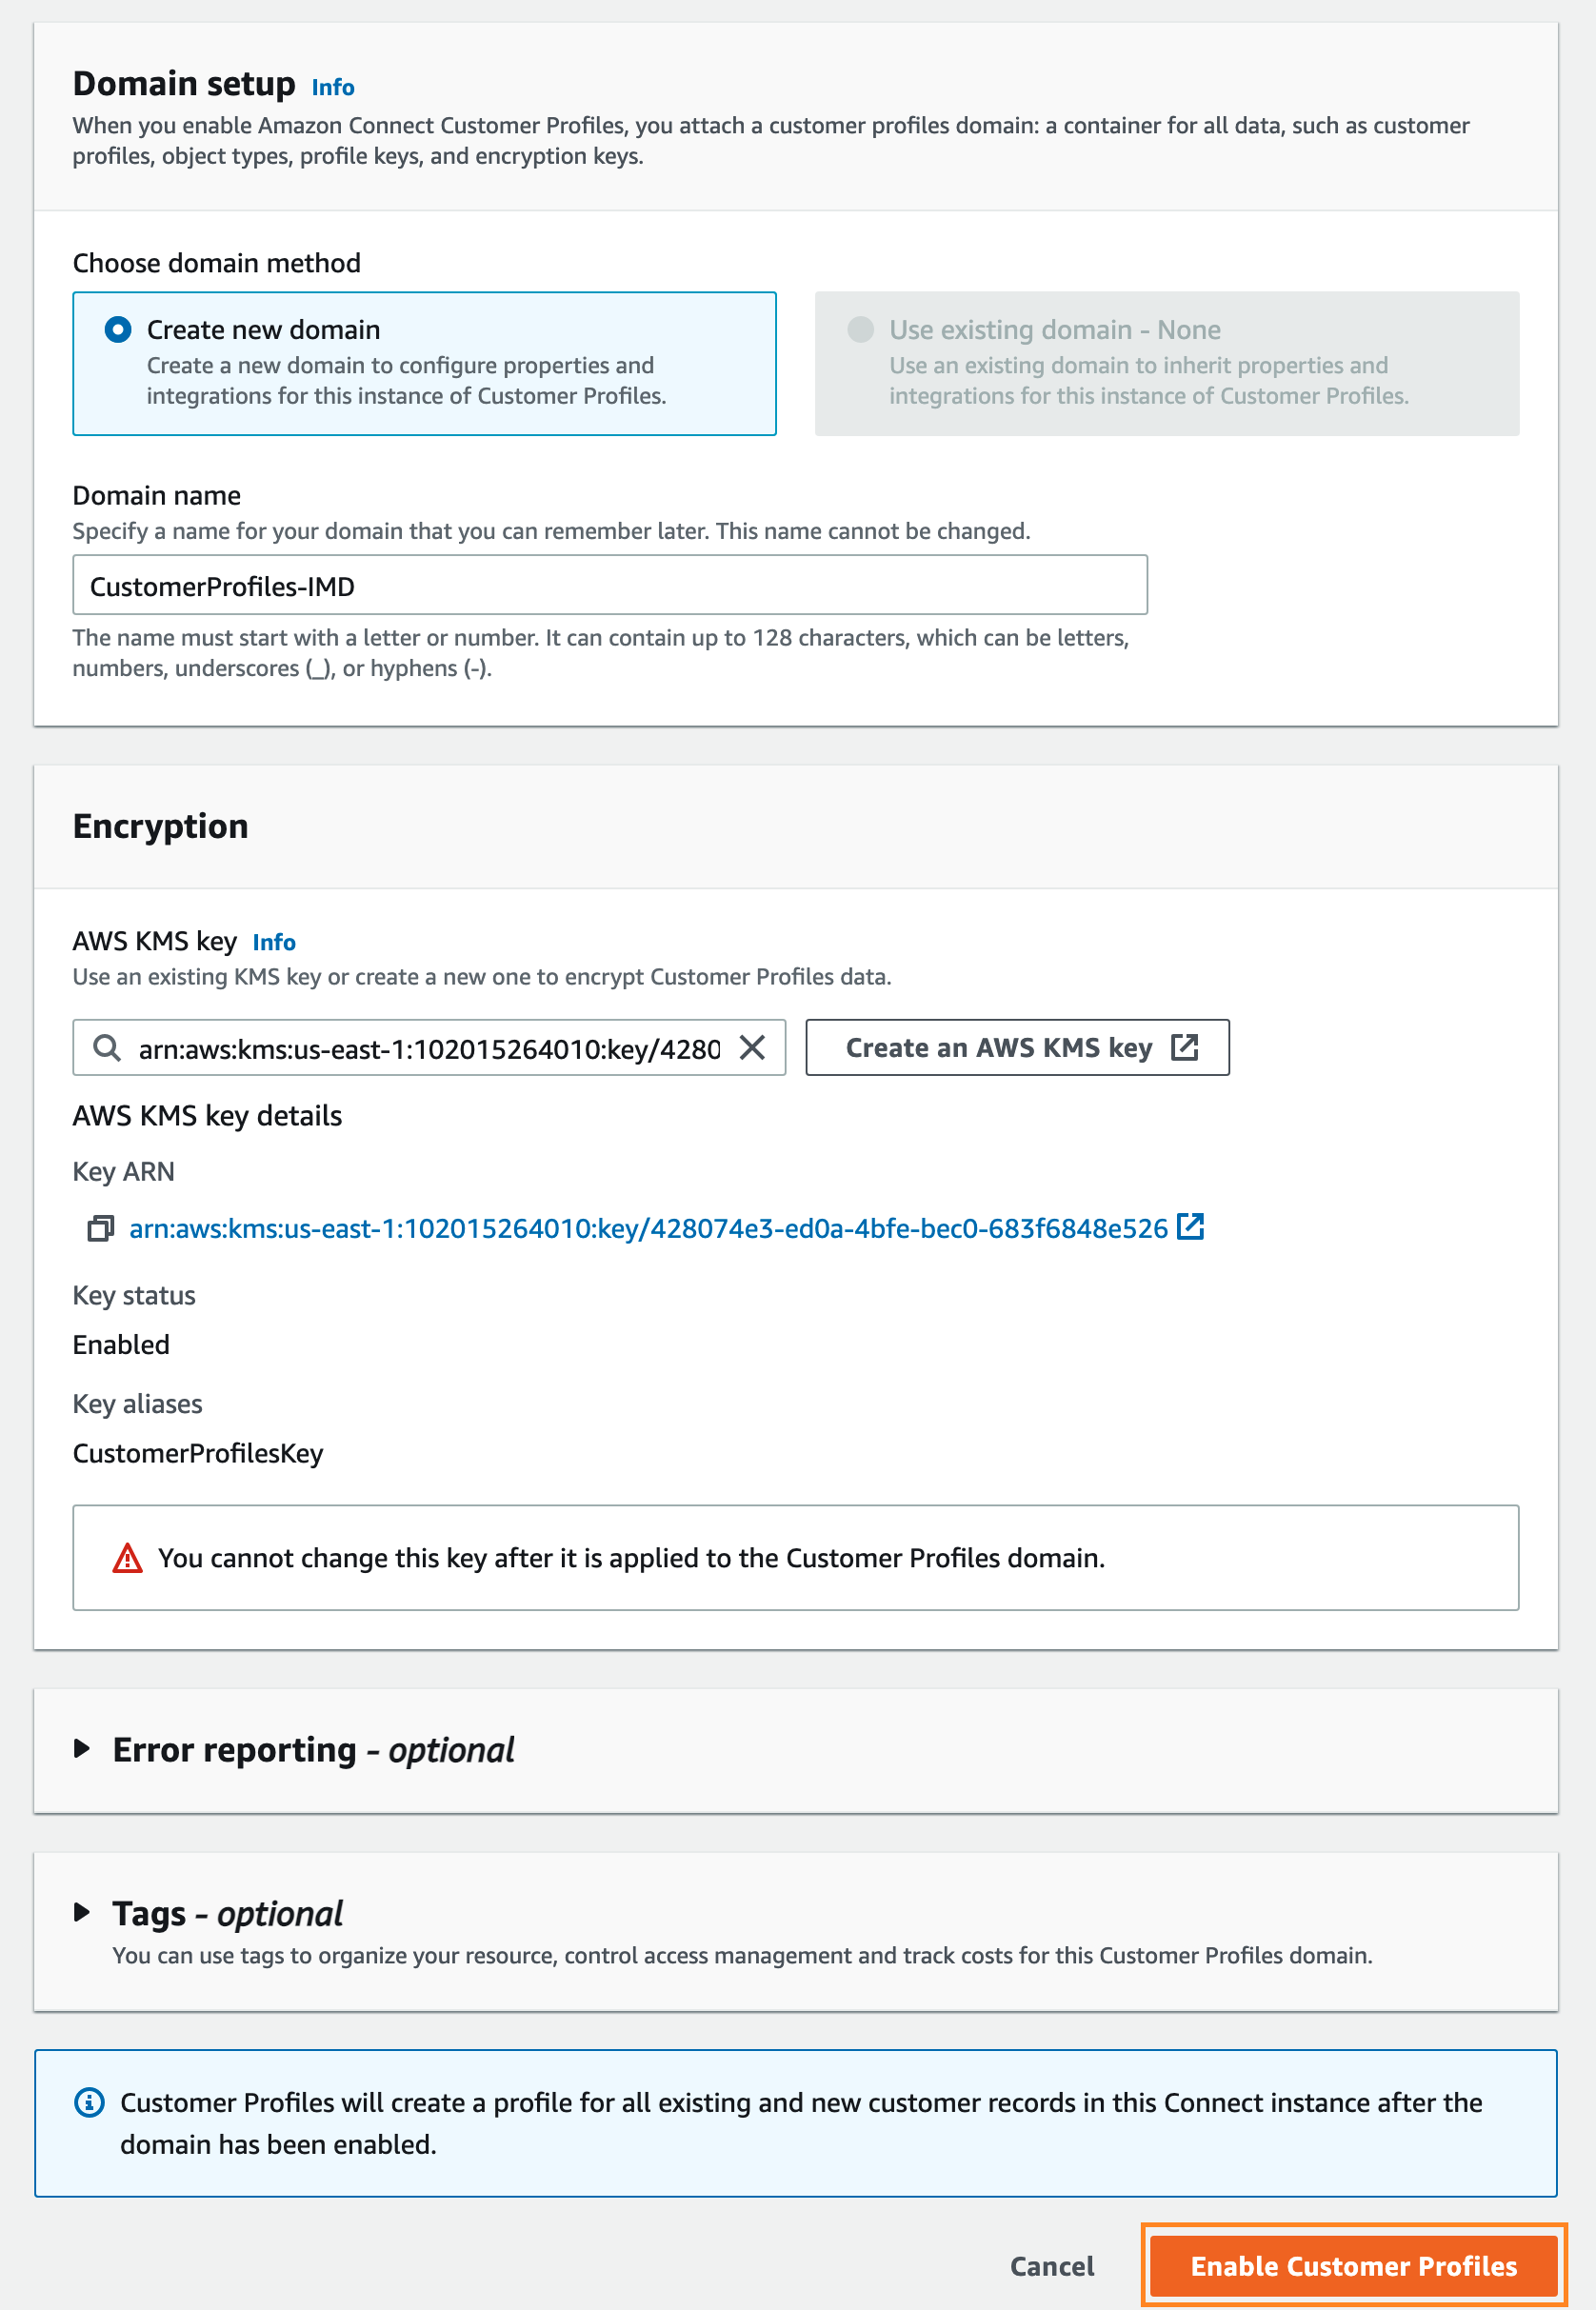 Domain setup Info
When you enable Amazon Connect Customer Profiles, you attach a customer profiles domain: a container for all data, such as customer
profiles, object types, profile keys, and encryption keys.
Choose domain method
Create new domain
Create a new domain to configure properties and
integrations for this instance of Customer Profiles.
Use existing domain - None
Use an existing domain to inherit properties and
integrations for this instance of Customer Profiles.
Domain name
Specify a name for your domain that you can remember later. This name cannot be changed.
CustomerProfiles-IMD
The name must start with a letter or number. It can contain up to 128 characters, which can be letters,
numbers, underscores (_), or hyphens (-).
Encryption
AWS KMS key Info
Use an existing KMS key or create a new one to encrypt Customer Profiles data.
arn:aws:kms:us-east-1:102015264010:key/4280
Create an AWS KMS key
AWS KMS key details
Key ARN
arn:aws:kms:us-east-1:102015264010:key/428074e3-ed0a-4bfe-bec0-683f6848e526
Key status
Enabled
Key aliases
CustomerProfilesKey
You cannot change this key after it is applied to the Customer Profiles domain.
Error reporting - optional
Tags - optional
You can use tags to organize your resource, control access management and track costs for this Customer Profiles domain.
Customer Profiles will create a profile for all existing and new customer records in this Connect instance after the
domain has been enabled.
Cancel
Enable Customer Profiles